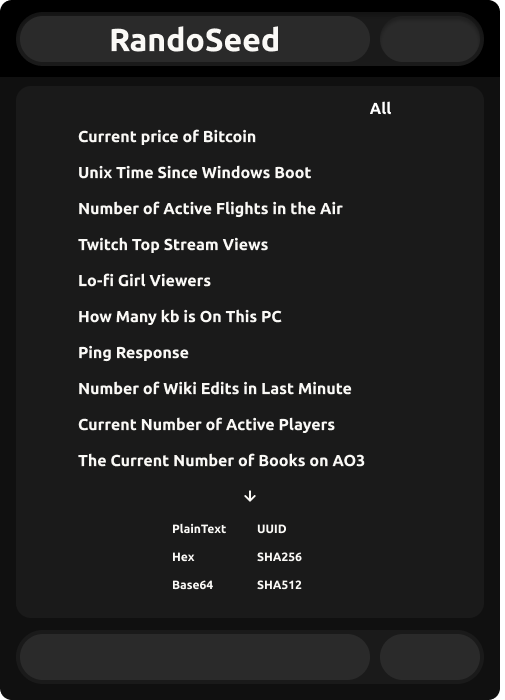 RandoSeed
All
Current price of Bitcoin
Unix Time Since Windows Boot
Number of Active Flights in the Air
Twitch Top Stream Views
Lo-fi Girl Viewers
How Many kb is On This PC
Ping Response
Number of Wiki Edits in Last Minute
Current Number of Active Players
The Current Number of Books on AO3
↓
PlainText UUID
Hex SHA256
Base64 SHA512